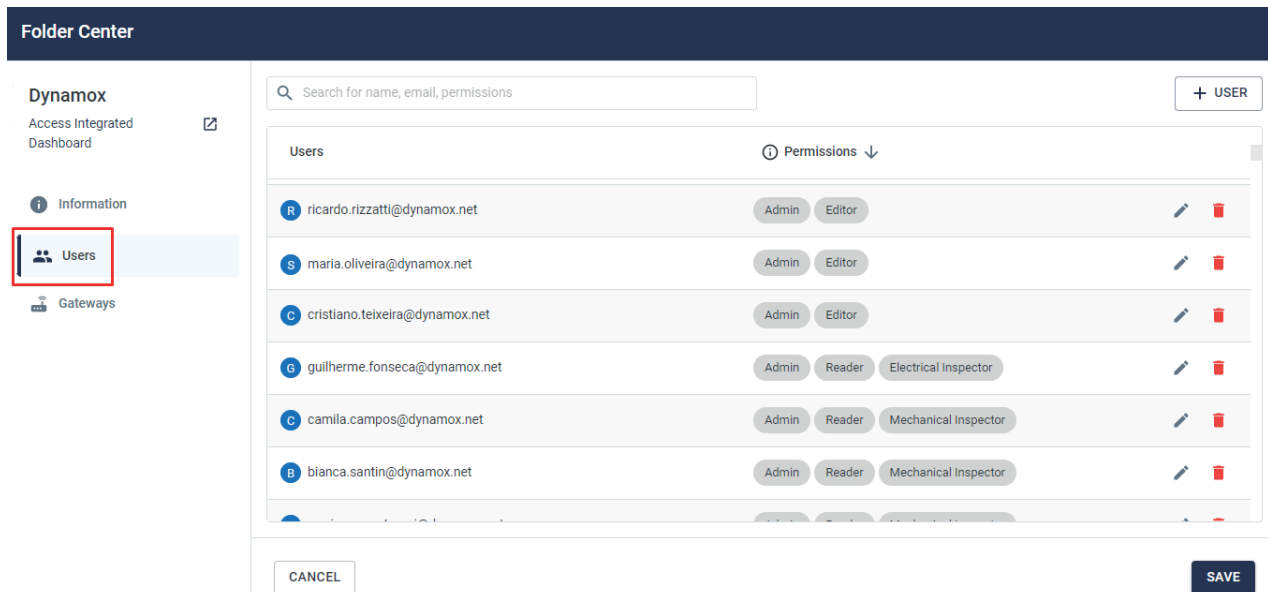 Folder Center
Dynamox
Access Integrated
Dashboard
Information
Users
Gateways
Search for name, email, permissions
+ USER
Users Permissions
R ricardo.rizzatti@dynamox.net Admin Editor
S maria.oliveira@dynamox.net Admin Editor
C cristiano.teixeira@dynamox.net Admin Editor
G guilherme.fonseca@dynamox.net Admin Reader Electrical Inspector
C camila.campos@dynamox.net Admin Reader Mechanical Inspector
B bianca.santin@dynamox.net Admin Reader Mechanical Inspector
CANCEL SAVE